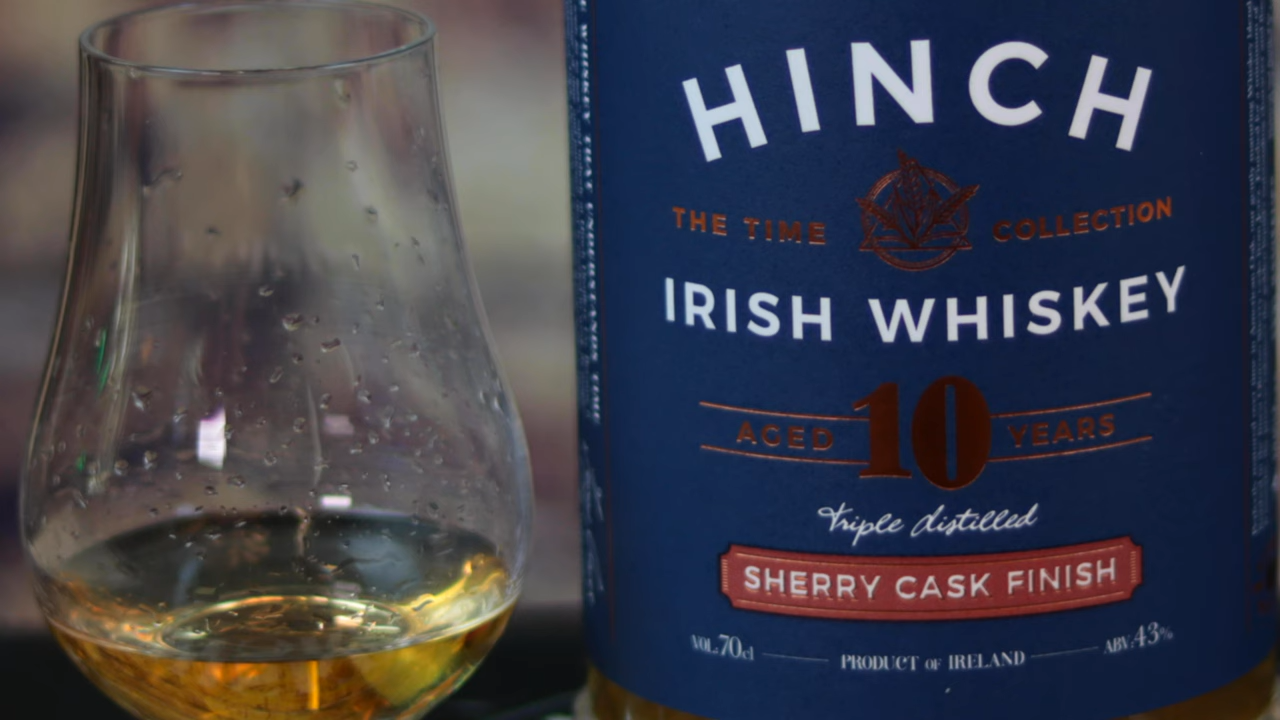 HINCH
THE TIME COLLECTION
IRISH WHISKEY
AGED 10 YEARS
Triple distilled
SHERRY CASK FINISH
VOL.70cl PRODUCT OF IRELAND ABV.43%